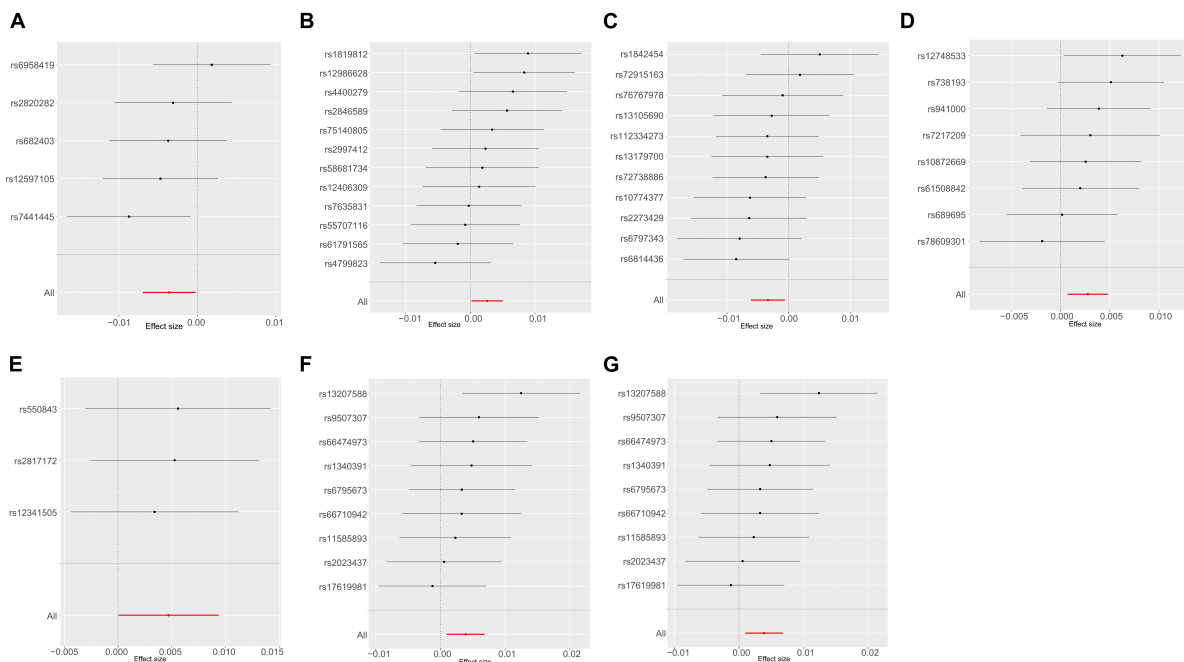 A
rs6958419
rs2820282
rs682403
rs12597105
rs7441445
All
−0.01 0.00 0.01
Effect size
B
rs1819812
rs12986628
rs4400279
rs2846589
rs75140805
rs2997412
rs58681734
rs12406309
rs7635831
rs55707116
rs61791565
rs4799823
All
−0.01 0.00 0.01
Effect size
C
rs1842454
rs72915163
rs76767978
rs13105690
rs112334273
rs13179700
rs72738886
rs10774377
rs2273429
rs6797343
rs6814436
All
−0.01 0.00 0.01
Effect size
D
rs12748533
rs738193
rs941000
rs7217209
rs10872669
rs61508842
rs689695
rs78609301
All
−0.005 0.000 0.005 0.010
Effect size
E
rs550843
rs2817172
rs12341505
All
−0.005 0.000 0.005 0.010 0.015
Effect size
F
rs13207588
rs9507307
rs66474973
rs1340391
rs6795673
rs66710942
rs11585893
rs2023437
rs17619981
All
−0.01 0.00 0.01 0.02
Effect size
G
rs13207588
rs9507307
rs66474973
rs1340391
rs6795673
rs66710942
rs11585893
rs2023437
rs17619981
All
−0.01 0.00 0.01 0.02
Effect size